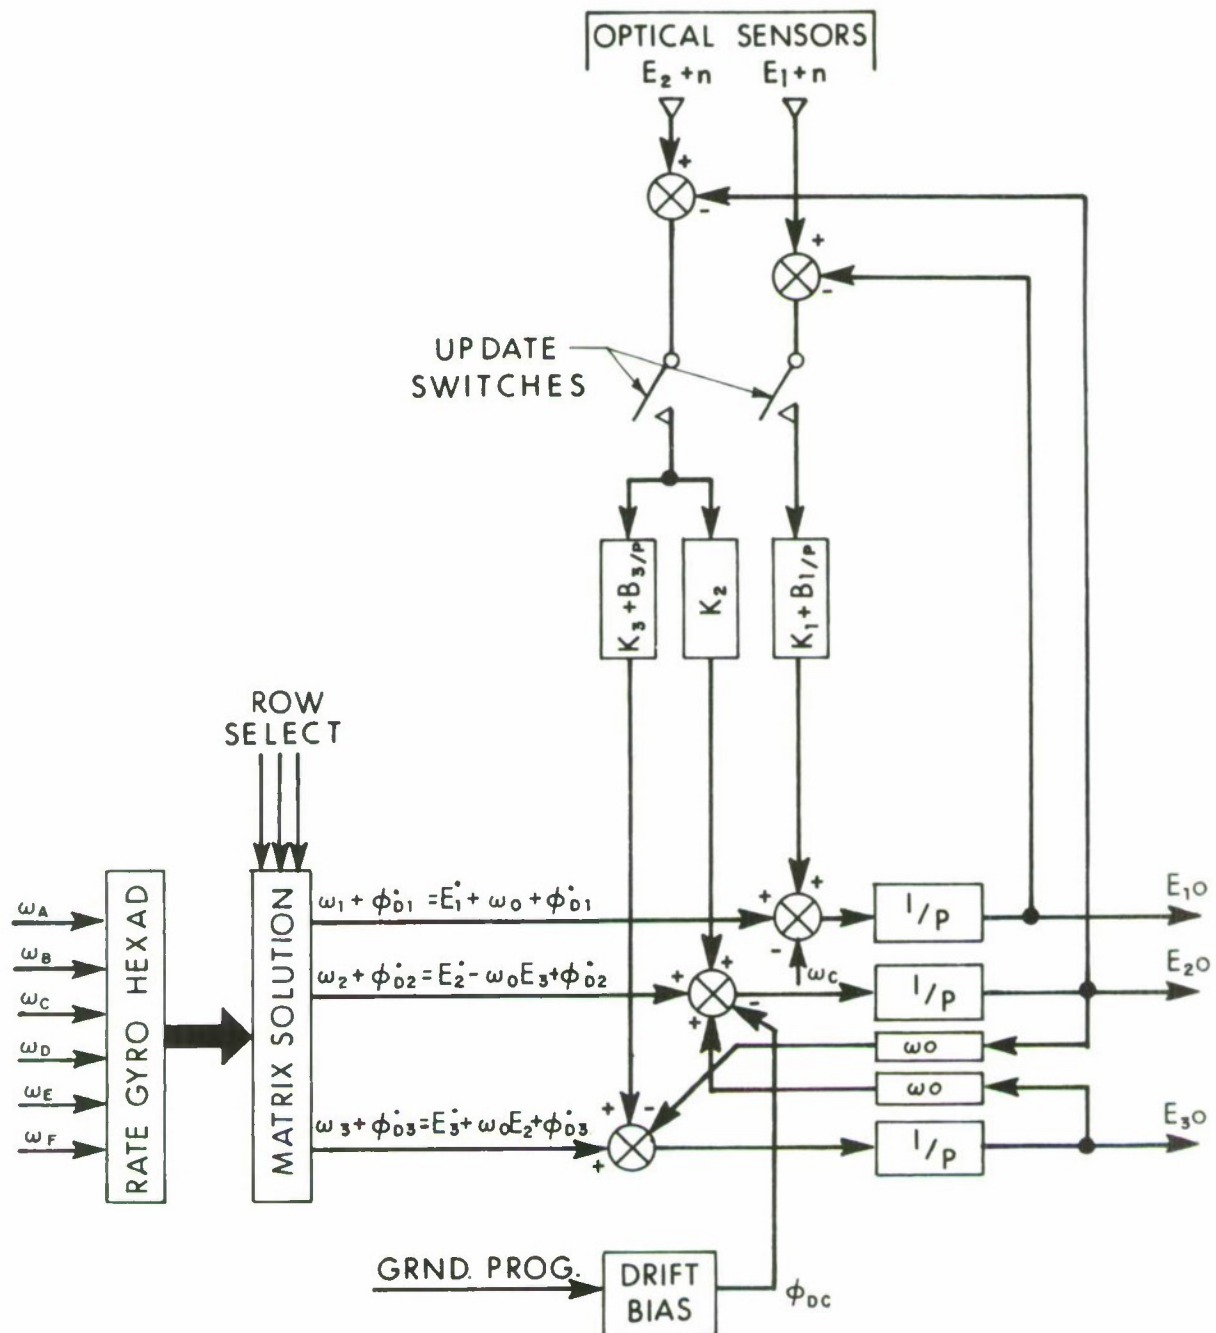 OPTICAL SENSORS
E₂ + n
E₁ + n
+
-
+
-
UPDATE
SWITCHES
K₃ + B₃/P
K₂
K₁ + B₁/P
ROW
SELECT
RATE GYRO HEXAD
MATRIX SOLUTION
ωA
ωB
ωC
ωD
ωE
ωF
ω₁ + ϕ̇D1 = Ė₁ + ω₀ + ϕ̇D1
+
+
-
ωC
1/p
E₁O
ω₂ + ϕ̇D2 = Ė₂ - ω₀E₃ + ϕ̇D2
+
+
-
+
1/p
E₂O
ωO
ωO
ω₃ + ϕ̇D3 = Ė₃ + ω₀E₂ + ϕ̇D3
+
-
+
1/p
E₃O
GRND. PROG.
DRIFT
BIAS
ϕDC